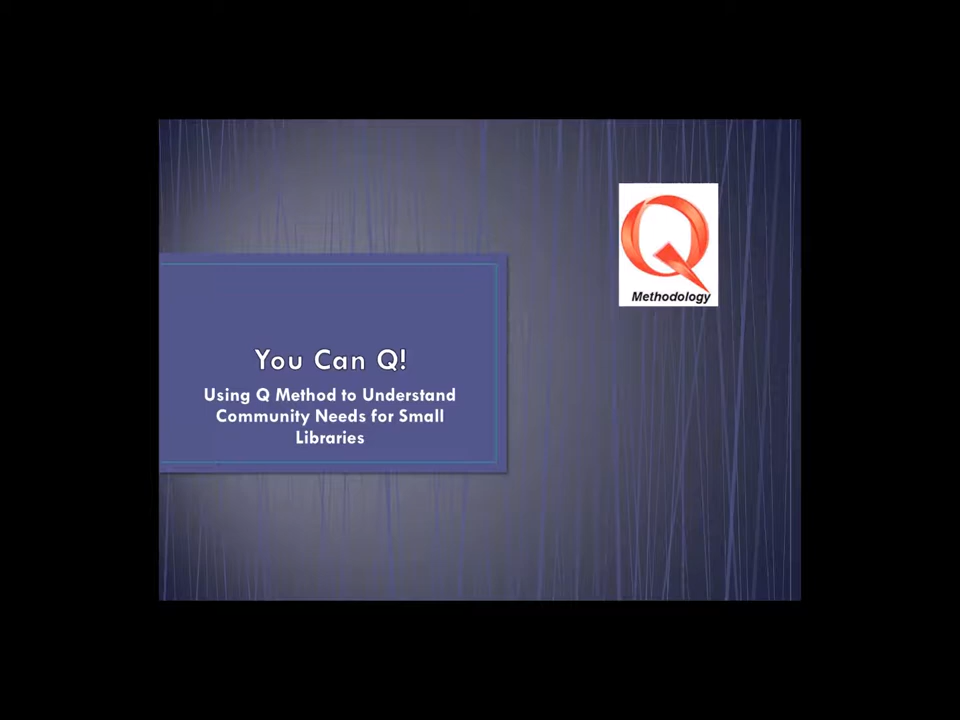 Q
Methodology
You Can Q!
Using Q Method to Understand
Community Needs for Small
Libraries